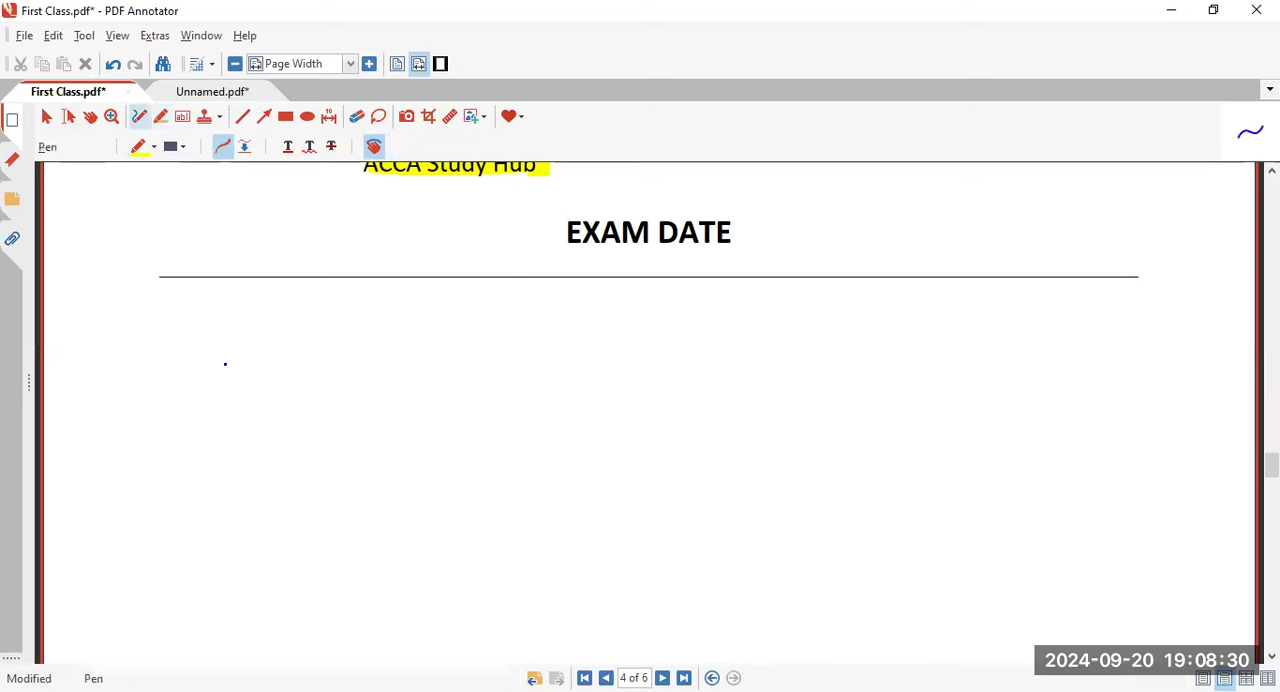 First Class.pdf* - PDF Annotator
File Edit Tool View Extras Window Help
Page Width
First Class.pdf* Unnamed.pdf*
Pen
ACCA Study Hub
EXAM DATE
2024-09-20 19:08:30
Modified Pen 4 of 6